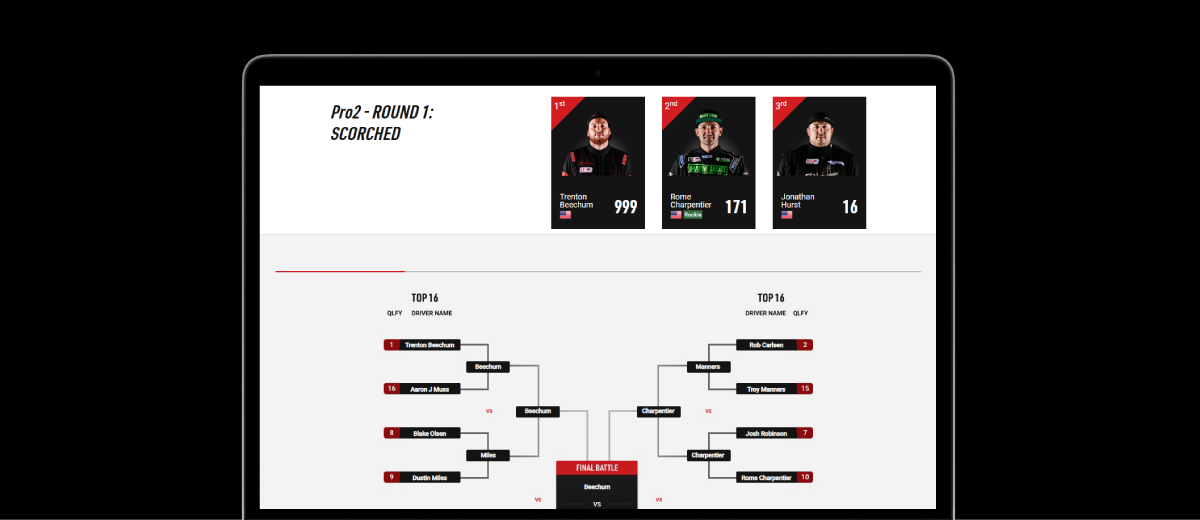 Pro2 - ROUND 1:
SCORCHED
1st
2nd
3rd
Trenton
Beechum
999
Rome
Charpentier
Rookie
171
Jonathan
Hurst
16
TOP 16
QLFY DRIVER NAME
1 Trenton Beechum
Beechum
16 Aaron J Muss
VS
Beechum
8 Blake Olsen
Miles
9 Dustin Miles
VS
TOP 16
DRIVER NAME QLFY
Rob Carlsen 2
Manners
Troy Manners 15
Charpentier
VS
Josh Robinson 7
Charpentier
Rome Charpentier 10
VS
FINAL BATTLE
Beechum
VS